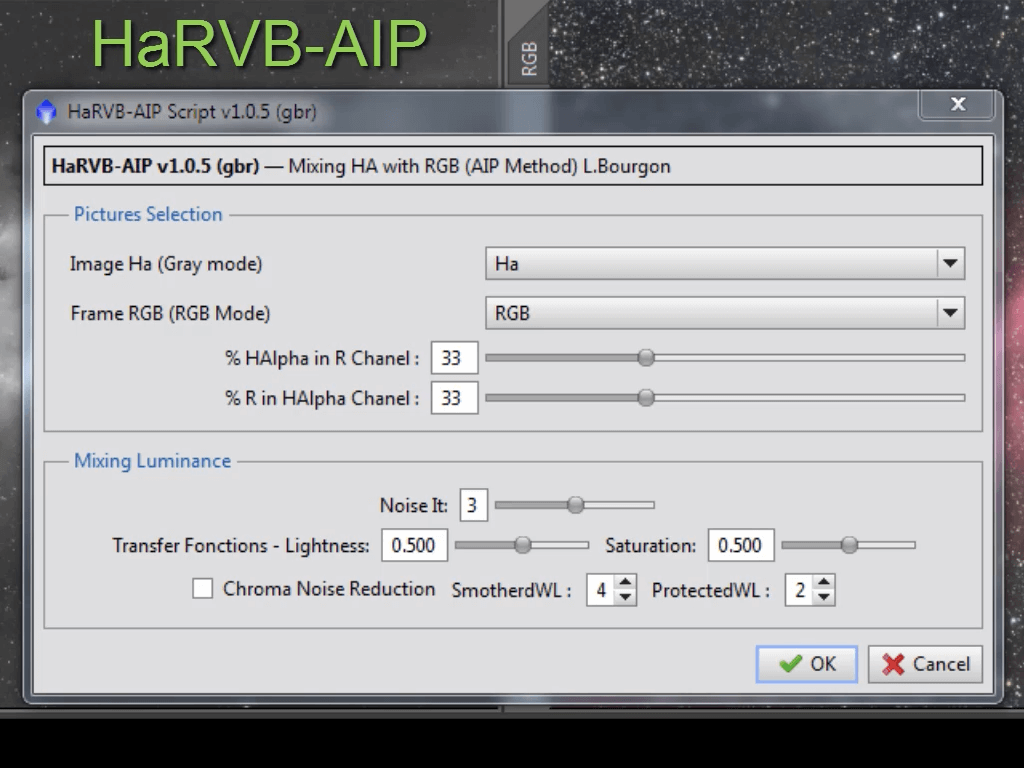 HaRVB-AIP
RGB
HaRVB-AIP Script v1.0.5 (gbr)
HaRVB-AIP v1.0.5 (gbr) — Mixing HA with RGB (AIP Method) L.Bourgon
Pictures Selection
Image Ha (Gray mode) Ha
Frame RGB (RGB Mode) RGB
% HAlpha in R Chanel : 33
% R in HAlpha Chanel : 33
Mixing Luminance
Noise It: 3
Transfer Fonctions - Lightness: 0.500 Saturation: 0.500
Chroma Noise Reduction SmotherdWL : 4 ProtectedWL : 2
OK Cancel